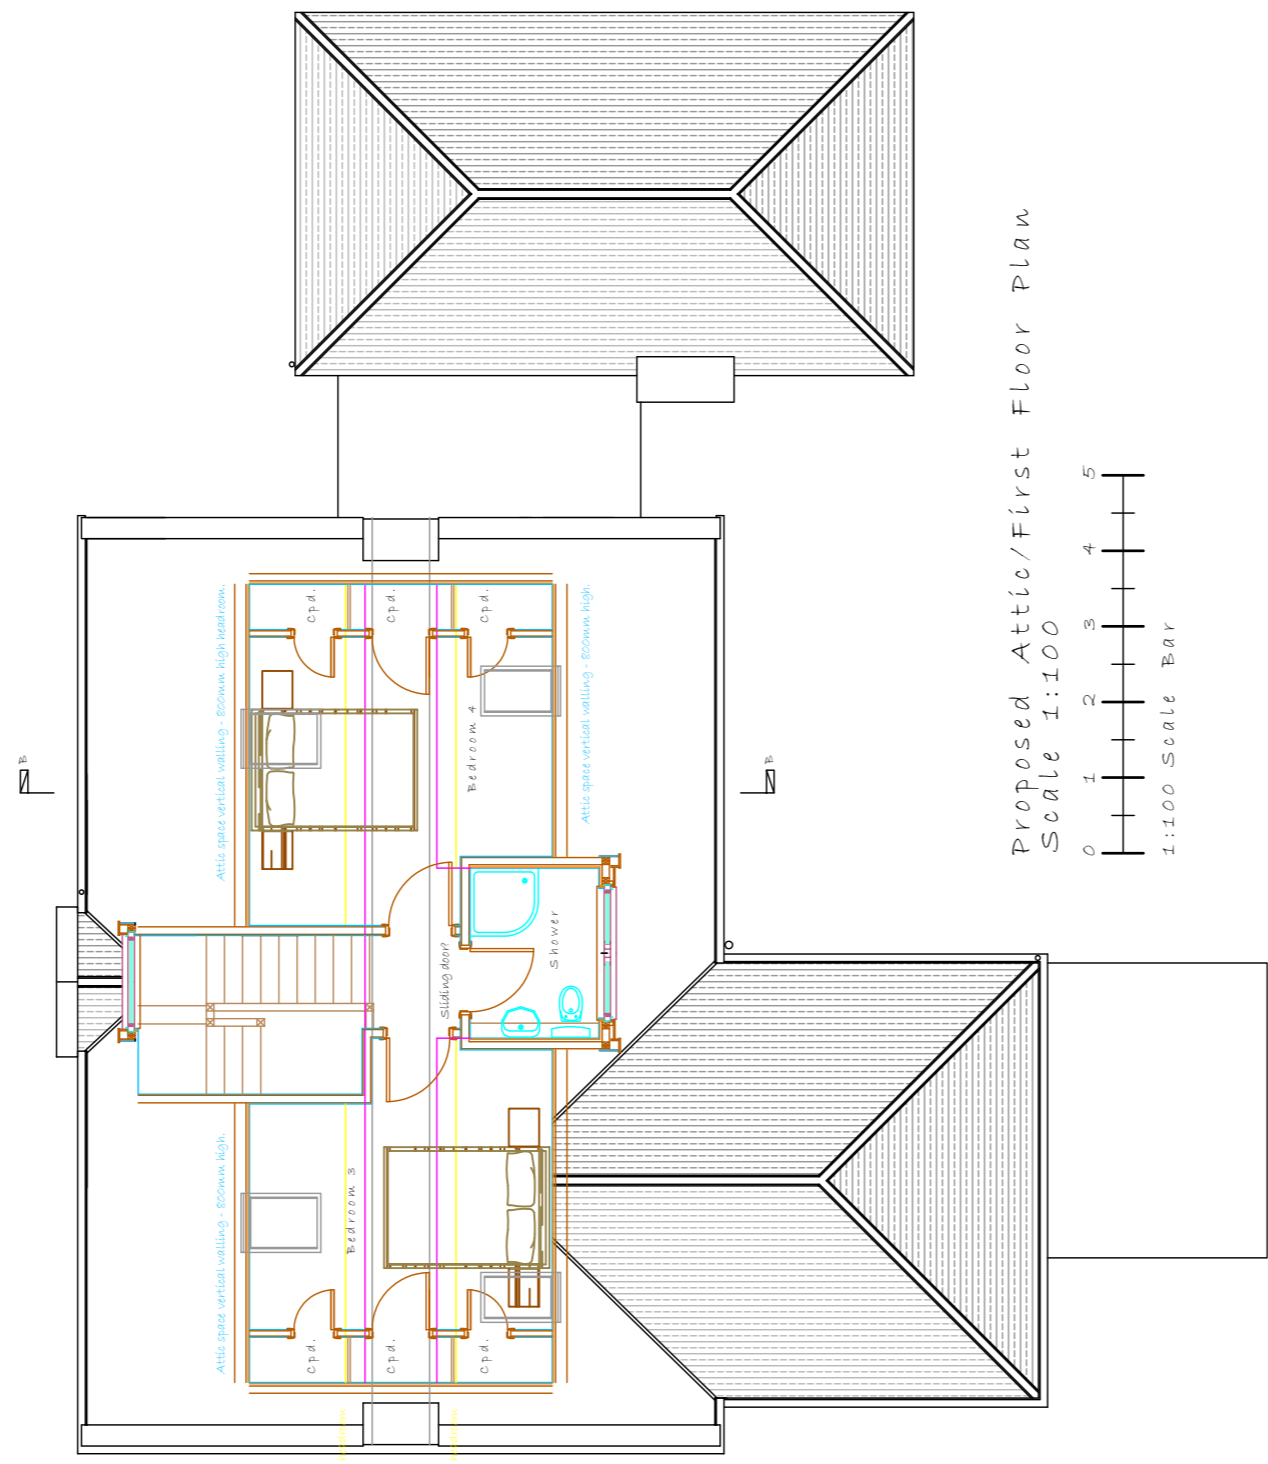 Proposed Attic/First Floor Plan
Scale 1:100
0 1 2 3 4 5
1:100 Scale Bar
B
B
Attic space vertical walling - 800mm high.
Attic space vertical walling - 800mm high headroom.
Attic space vertical walling - 800mm high.
Cpd.
Cpd.
Cpd.
Bedroom 4
Sliding door?
Shower
Bedroom 3
Cpd.
Cpd.
Cpd.